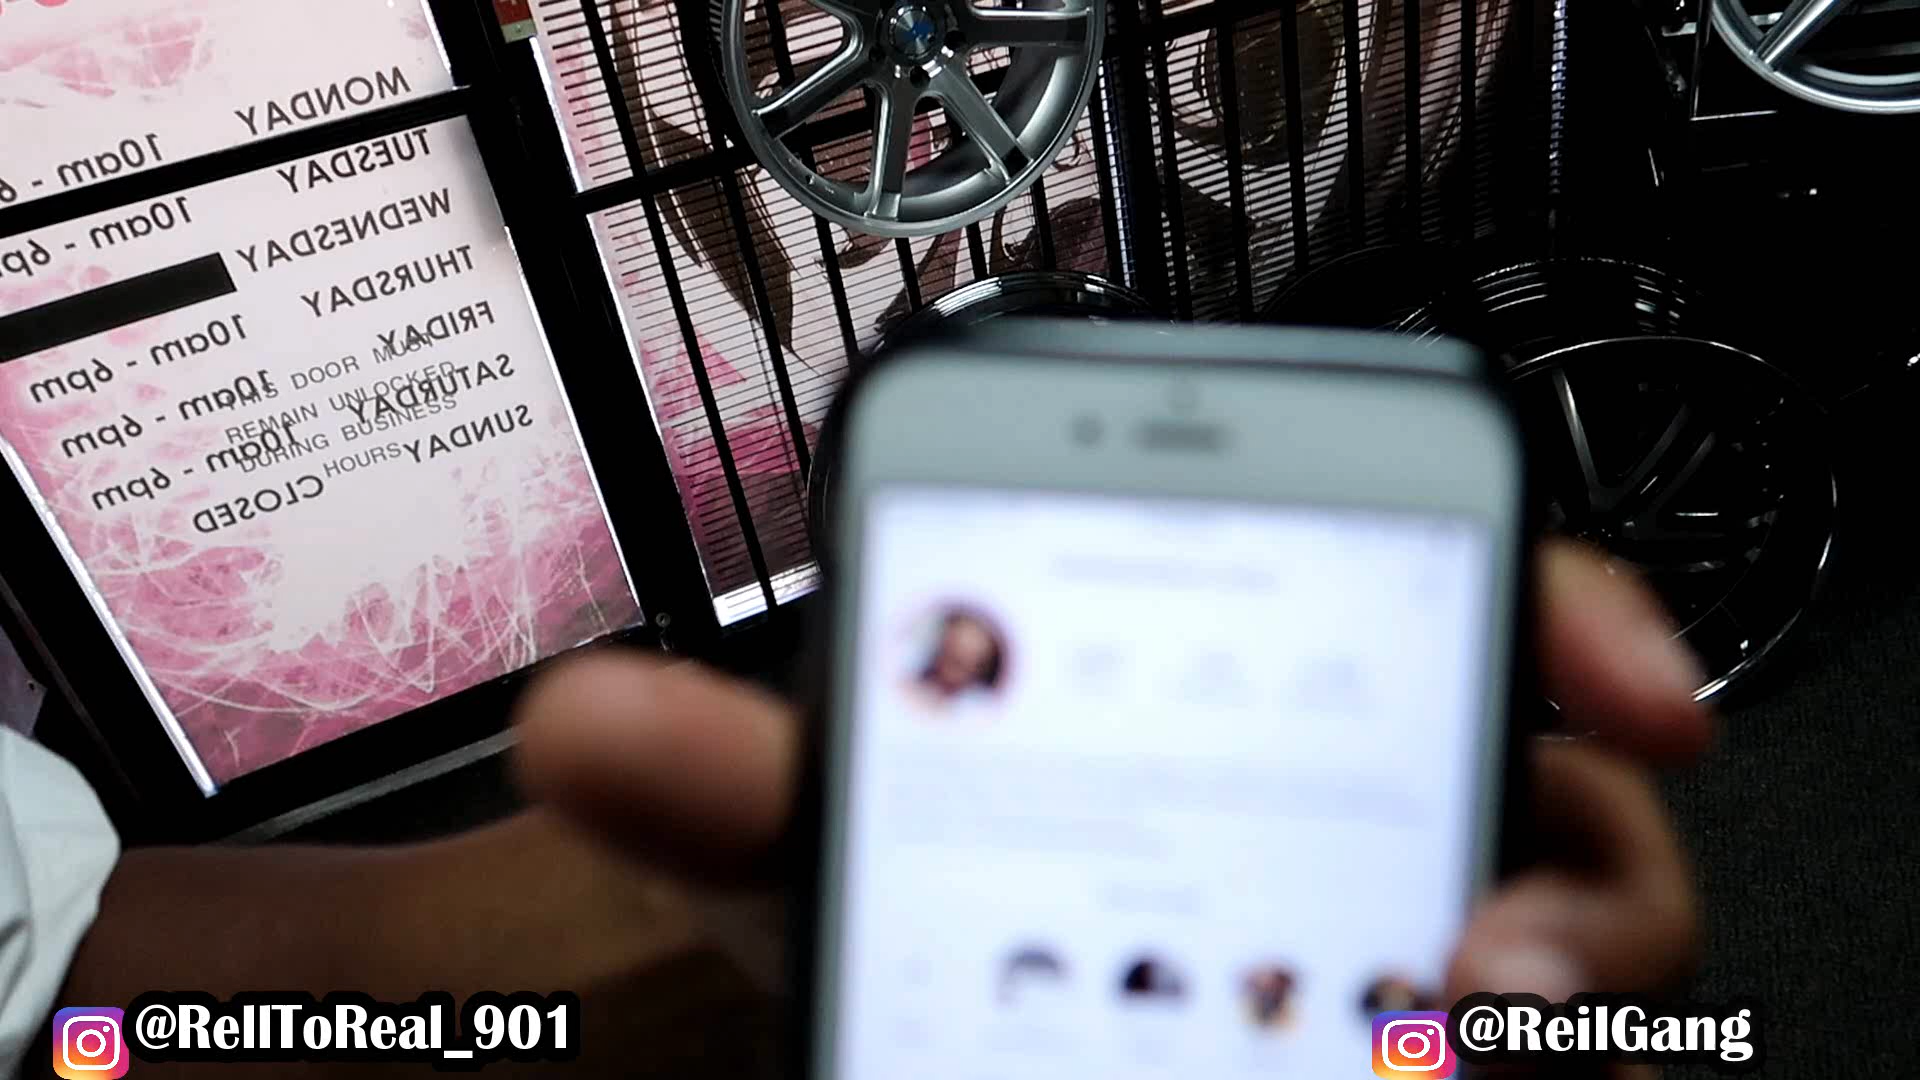 MONDAY 10am -
TUESDAY 10am - 6pm
WEDNESDAY
THURSDAY 10am - 6pm
FRIDAY 10am - 6pm
SATURDAY 10am - 6pm
SUNDAY CLOSED
THIS DOOR MUST
REMAIN UNLOCKED
DURING BUSINESS
HOURS
@RellToReal_901
@ReilGang